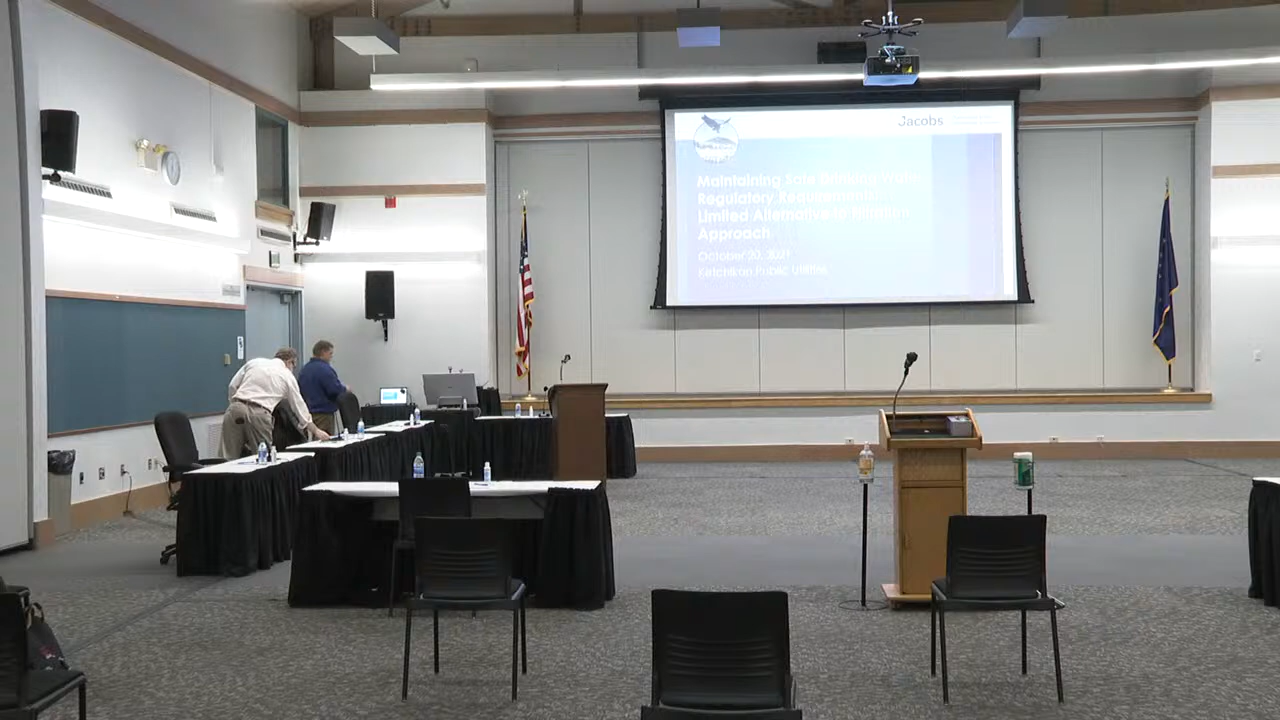 Jacobs
Maintaining Safe Drinking Water
Regulatory Requirements
Limited Alternative to Filtration
Approach
October 20, 2021
Ketchikan Public Utilities